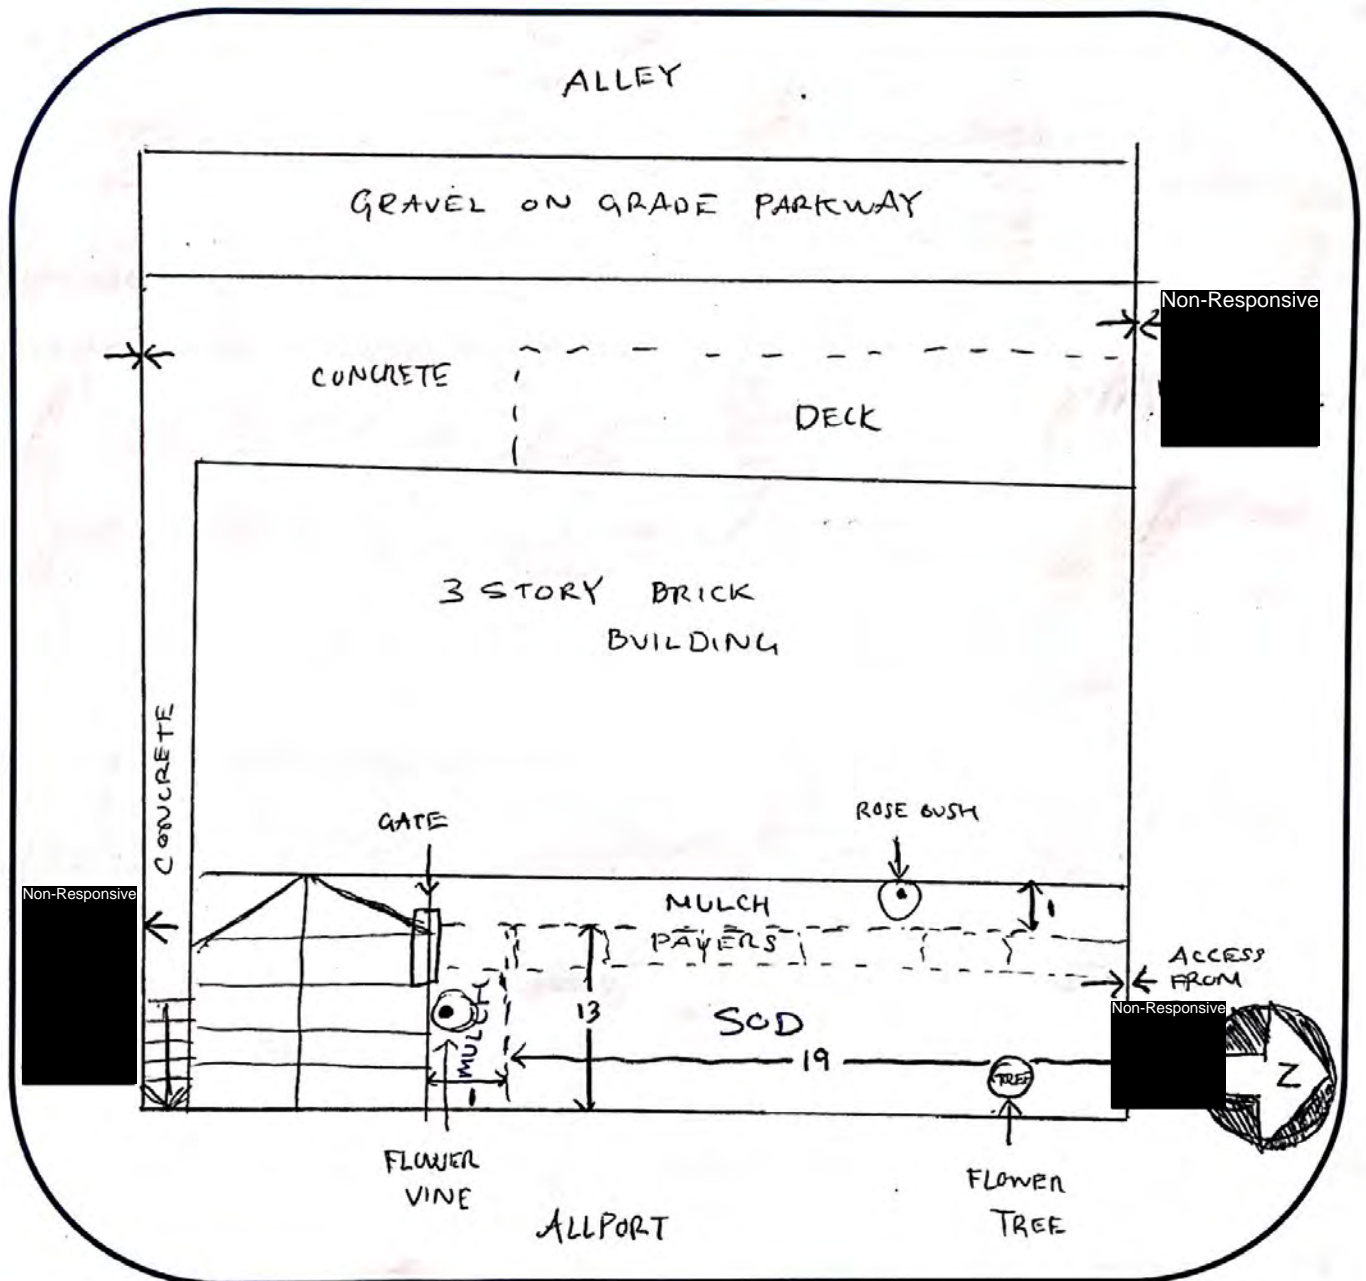 ALLEY
GRAVEL ON GRADE PARKWAY
Non-Responsive
CONCRETE
DECK
3 STORY BRICK
BUILDING
CONCRETE
GATE
ROSE BUSH
Non-Responsive
MULCH
1
PAVERS
ACCESS
FROM
Non-Responsive
MULCH
13
SOD
19
TREE
1
N
FLOWER
VINE
FLOWER
TREE
ALLPORT